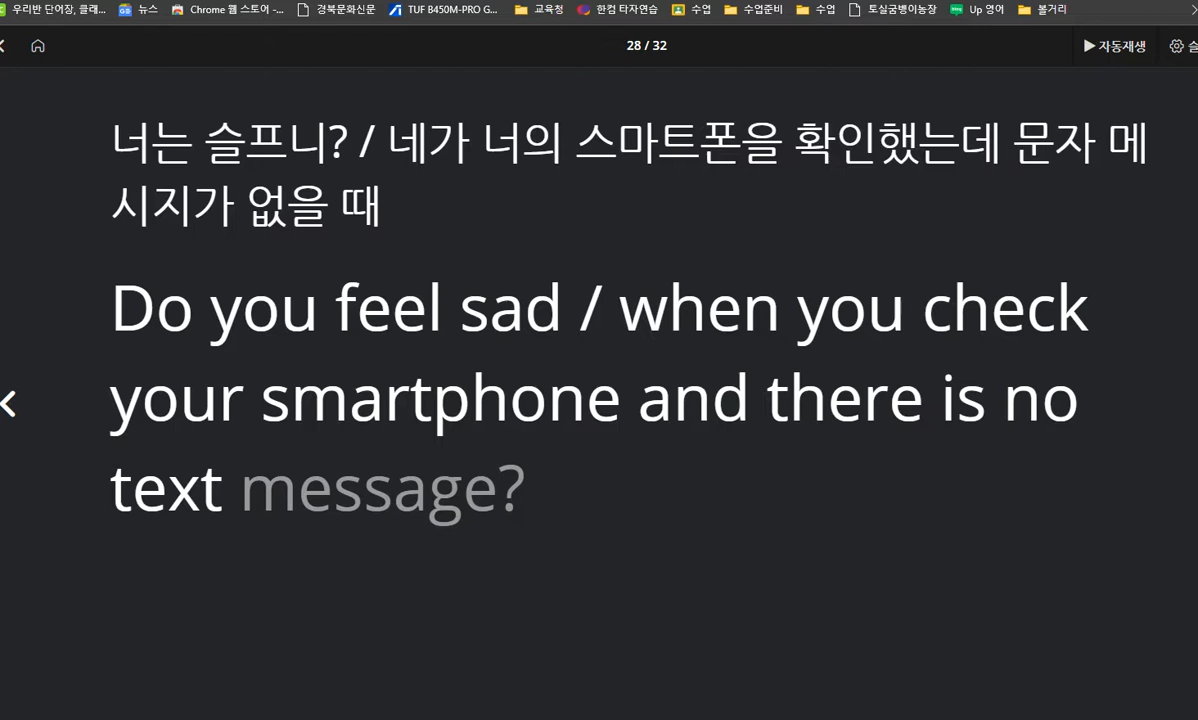 우리반 단어장, 클래... 뉴스 Chrome 웹 스토어 -... 경북문화신문 TUF B450M-PRO G... 교육청 한컴 타자연습 수업 수업준비 수업 토실굼벵이농장 Up 영어 볼거리
28 / 32 자동재생 슬
너는 슬프니? / 네가 너의 스마트폰을 확인했는데 문자 메
시지가 없을 때
Do you feel sad / when you check
your smartphone and there is no
text message?